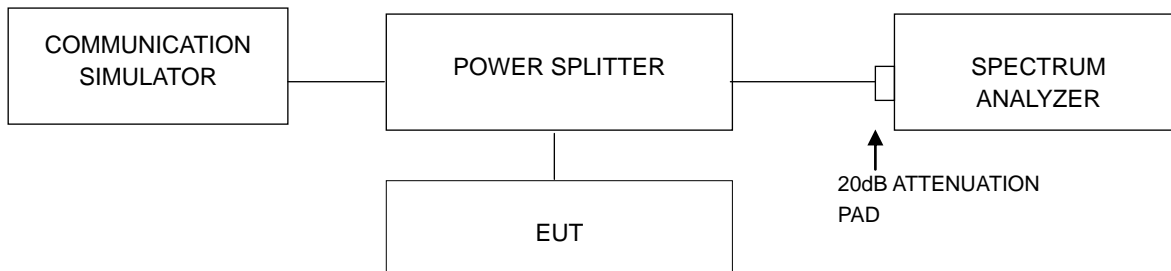 COMMUNICATION
SIMULATOR
POWER SPLITTER
SPECTRUM
ANALYZER
20dB ATTENUATION
PAD
EUT